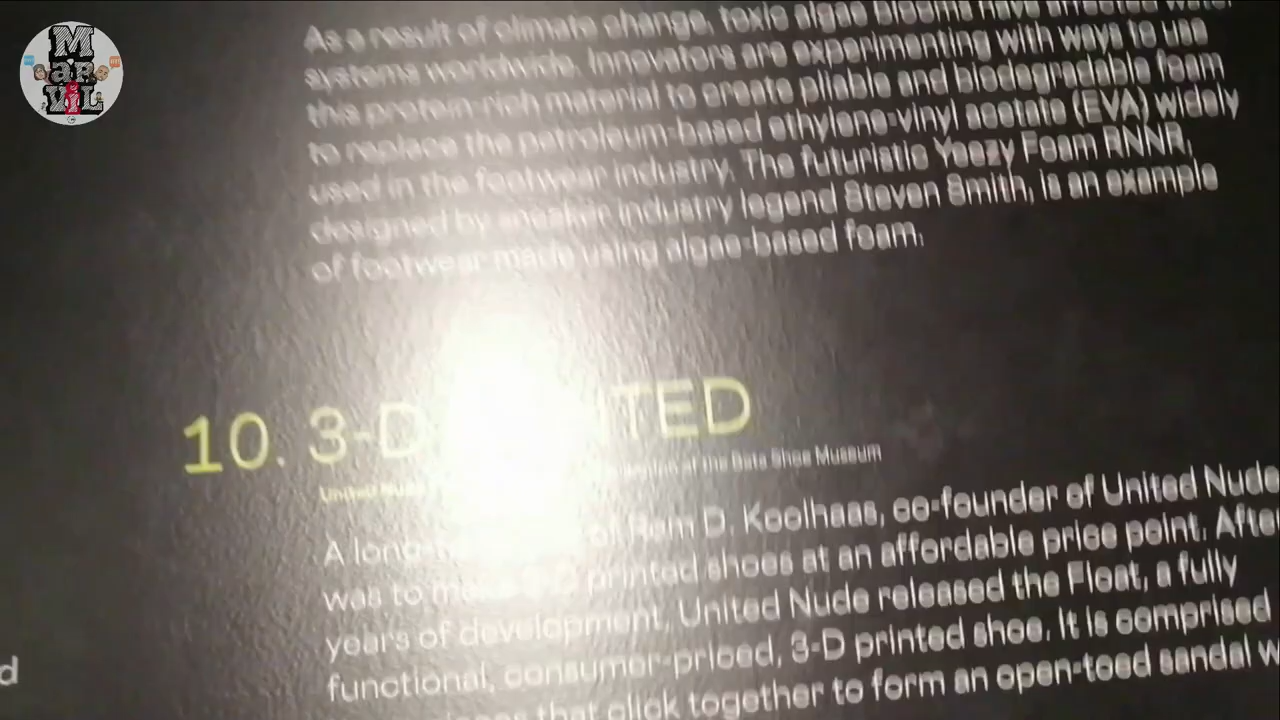 MarViL
As a result of climate change, toxic algae blooms have affected water
systems worldwide. Innovators are experimenting with ways to use
this protein-rich material to create pliable and biodegradable foam
to replace the petroleum-based ethylene-vinyl acetate (EVA) widely
used in the footwear industry. The futuristic Yeezy Foam RNNR,
designed by sneaker industry legend Steven Smith, is an example
of footwear made using algae-based foam.
10. 3-D TED
United of the Bata Shoe Museum
A long of Rem D. Koolhaas, co-founder of United Nude
was to printed shoes at an affordable price point. After
years of development, United Nude released the Float, a fully
functional, consumer-priced, 3-D printed shoe. It is comprised
that click together to form an open-toed sandal w
d